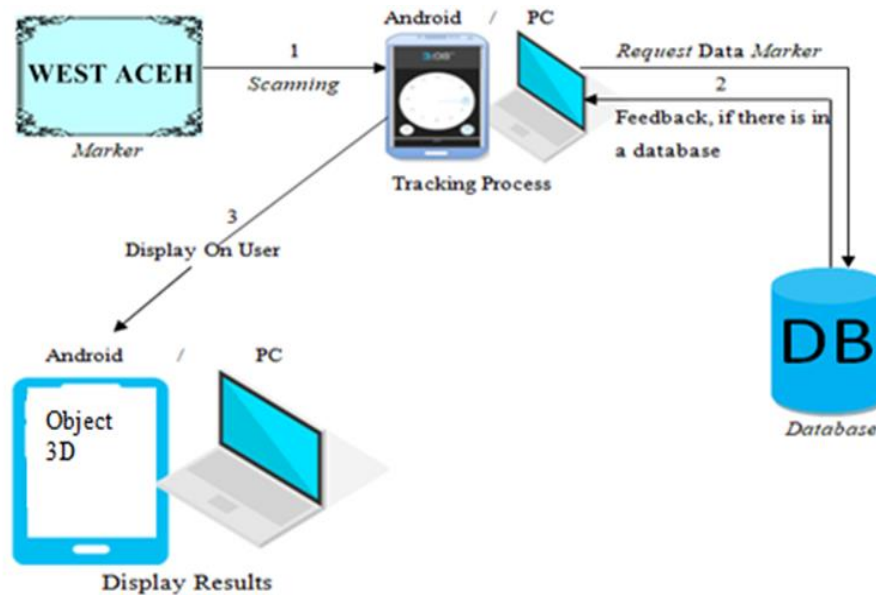 WEST ACEH
Marker
1
Scanning
Android / PC
Tracking Process
Request Data Marker
2
Feedback, if there is in
a database
DB
Database
3
Display On User
Android / PC
Object
3D
Display Results